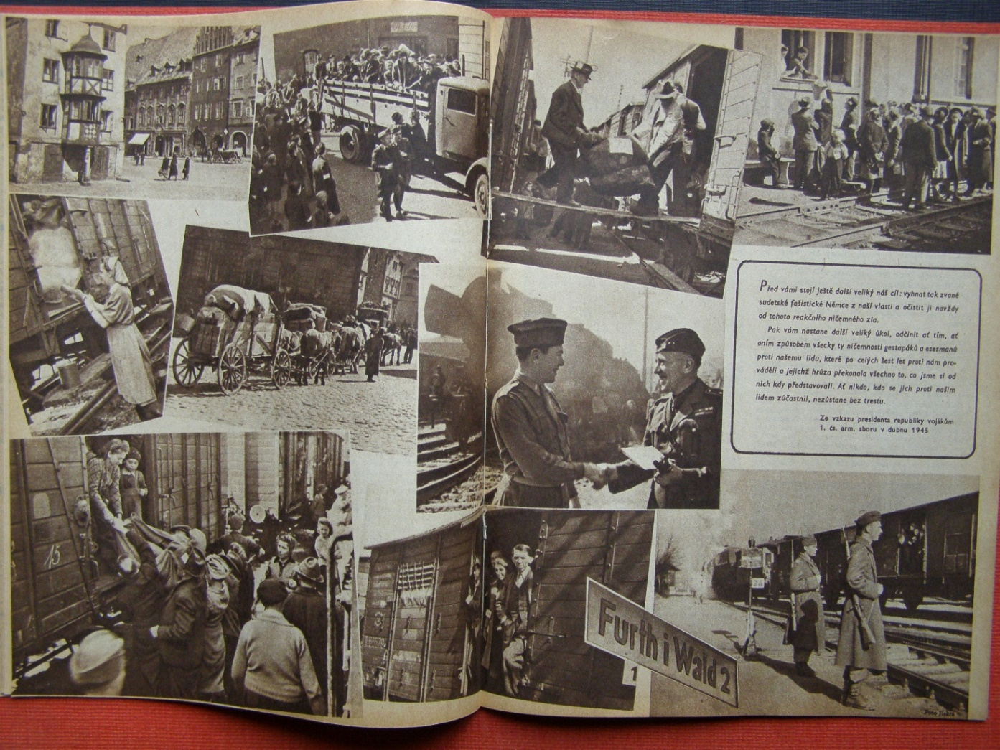 Před vámi stojí ještě další veliký náš cíl: vyhnat tak zvané
sudetské fašistické Němce z naší vlasti a očistit ji navždy
od tohoto reakčního ničemného zla.
Pak vám nastane další veliký úkol, odčinit ať tím, ať
oním způsobem všecky ty ničemnosti gestapáků a esesmanů
proti našemu lidu, které po celých šest let proti nám pro-
váděli a jejichž hrůza překonala všechno to, co jsme si od
nich kdy představovali. Ať nikdo, kdo se jich proti našim
lidem zúčastnil, nezůstane bez trestu.
Ze vzkazu presidenta republiky vojákům
1. čs. arm. sboru v dubnu 1945
15
1
Furth i Wald 2
Foto Jiskra